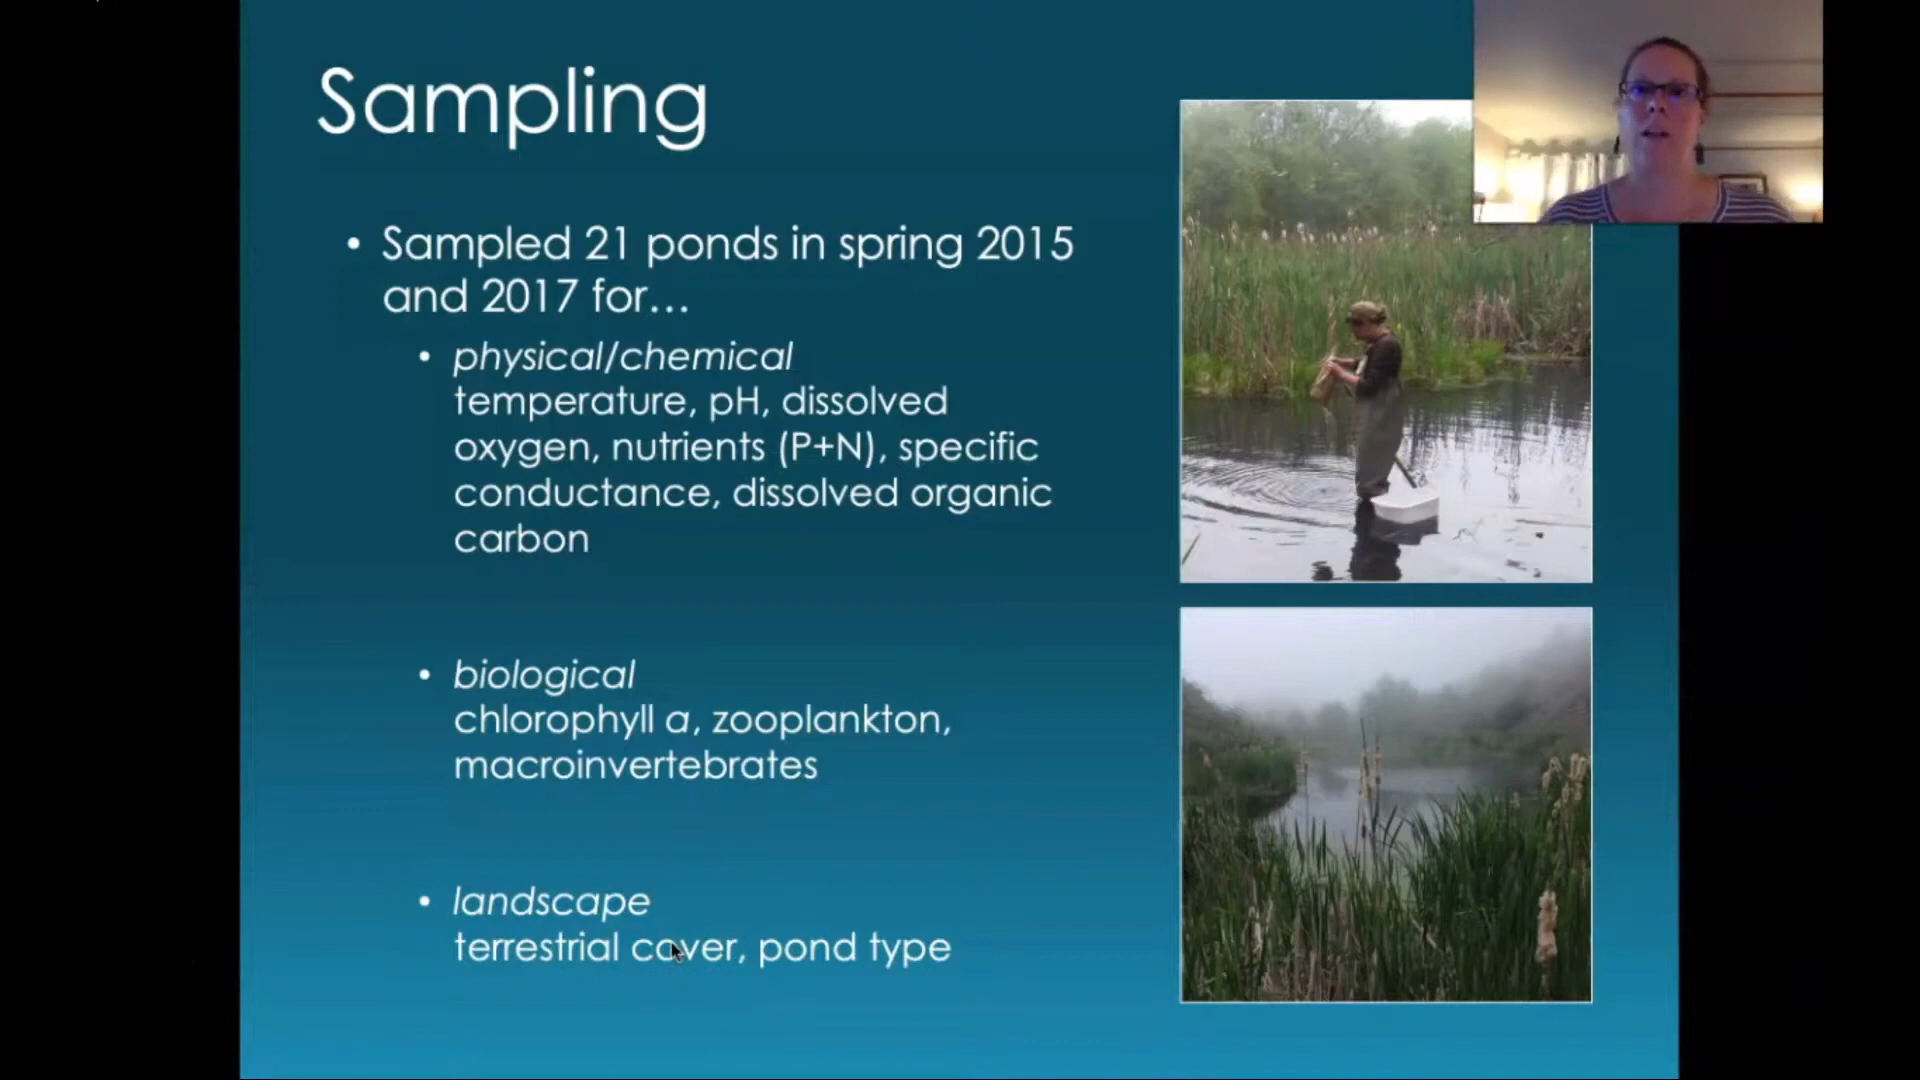 Sampling
• Sampled 21 ponds in spring 2015
and 2017 for...
• physical/chemical
temperature, pH, dissolved
oxygen, nutrients (P+N), specific
conductance, dissolved organic
carbon
• biological
chlorophyll a, zooplankton,
macroinvertebrates
• landscape
terrestrial cover, pond type